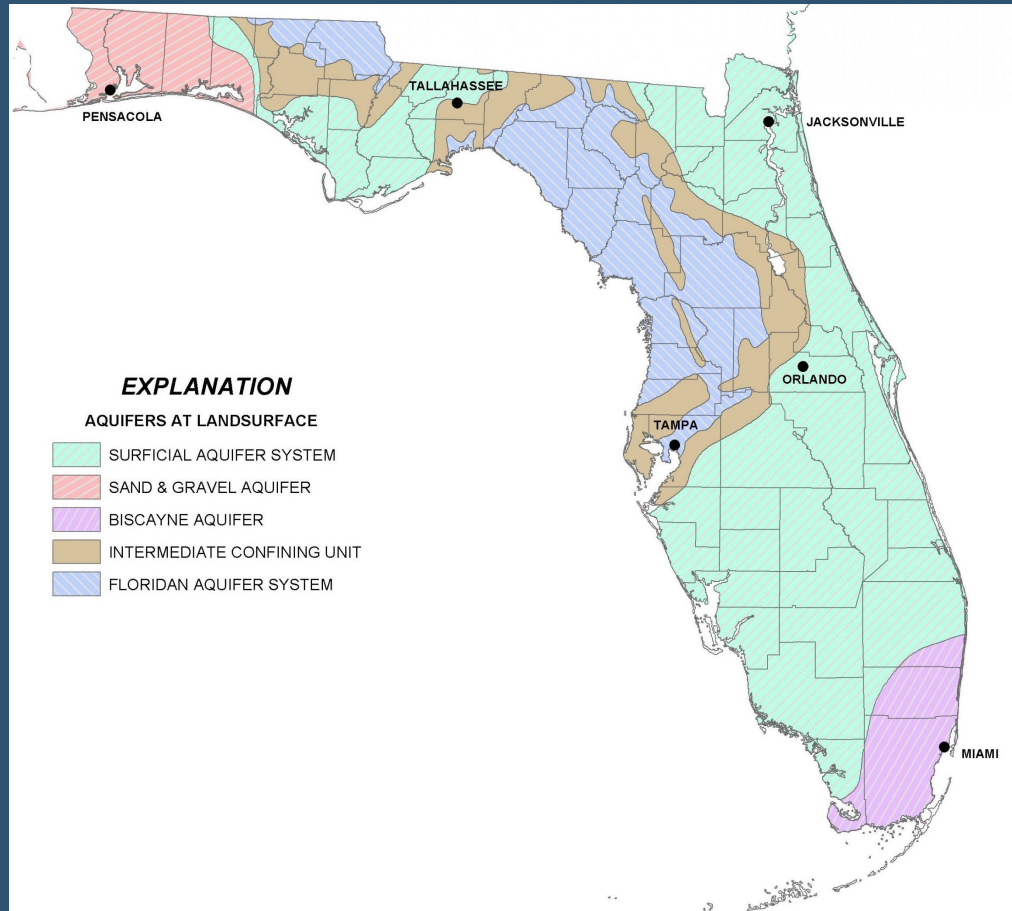 TALLAHASSEE
PENSACOLA
JACKSONVILLE
ORLANDO
TAMPA
MIAMI
EXPLANATION
AQUIFERS AT LANDSURFACE
SURFICIAL AQUIFER SYSTEM
SAND & GRAVEL AQUIFER
BISCAYNE AQUIFER
INTERMEDIATE CONFINING UNIT
FLORIDAN AQUIFER SYSTEM